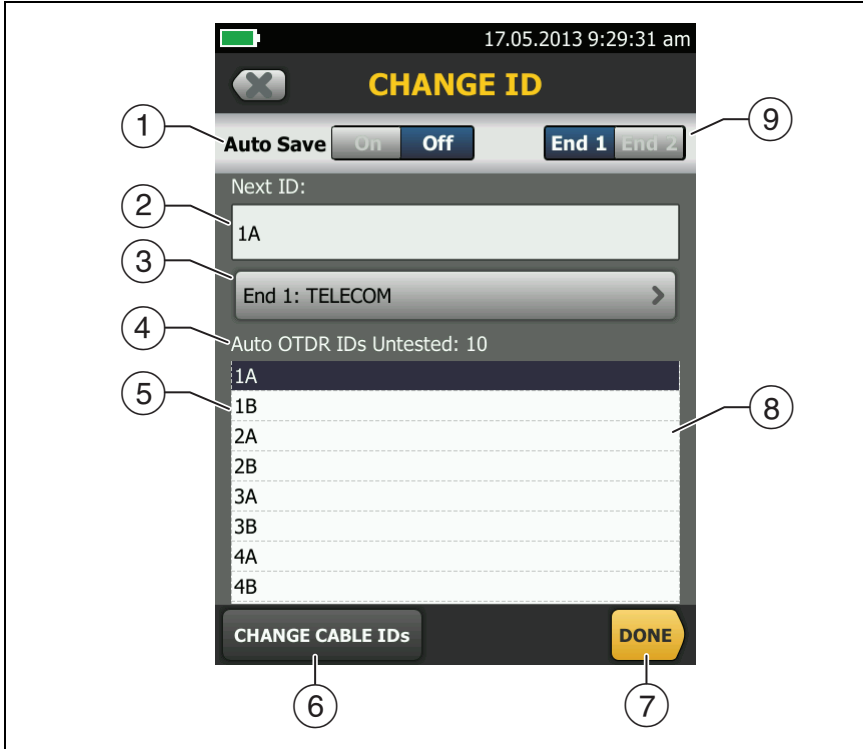 17.05.2013 9:29:31 am
CHANGE ID
1
Auto Save On Off End 1 End 2
9
Next ID:
2
1A
3
End 1: TELECOM
4
Auto OTDR IDs Untested: 10
1A
5
1B
8
2A
2B
3A
3B
4A
4B
CHANGE CABLE IDs
DONE
6
7